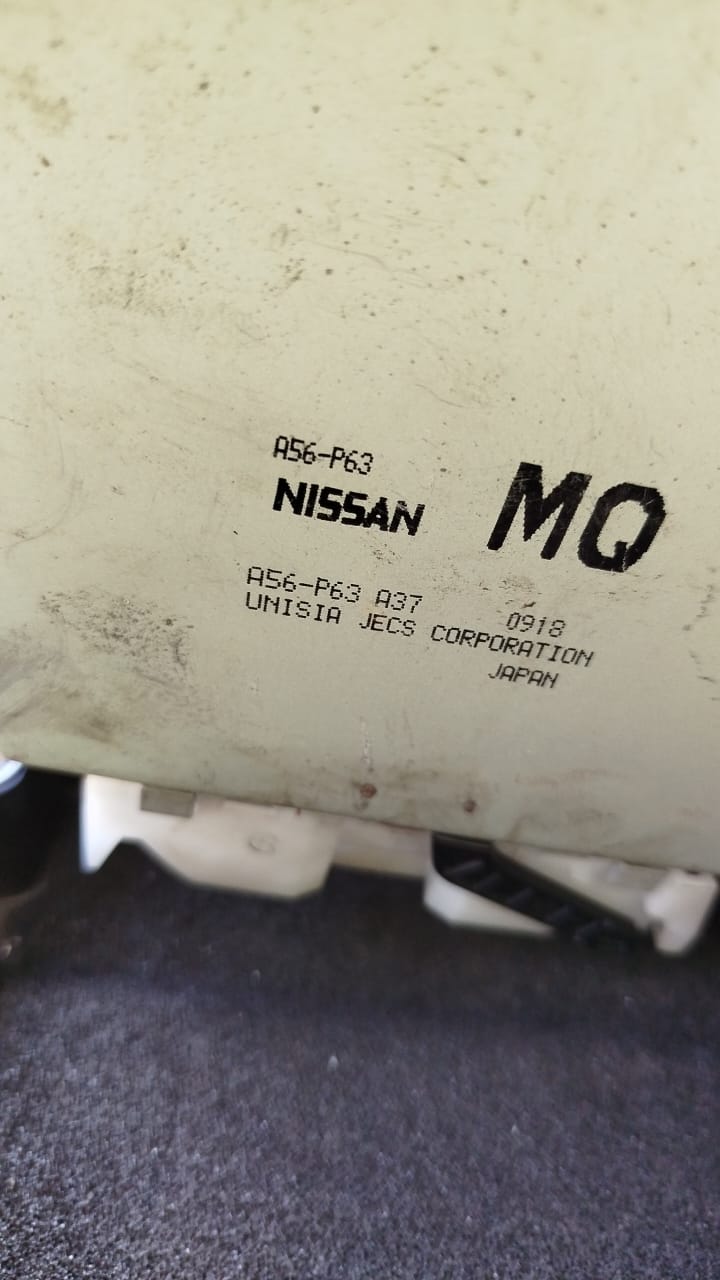 A56-P63
NISSAN MQ
A56-P63 A37 0918
UNISIA JECS CORPORATION
JAPAN